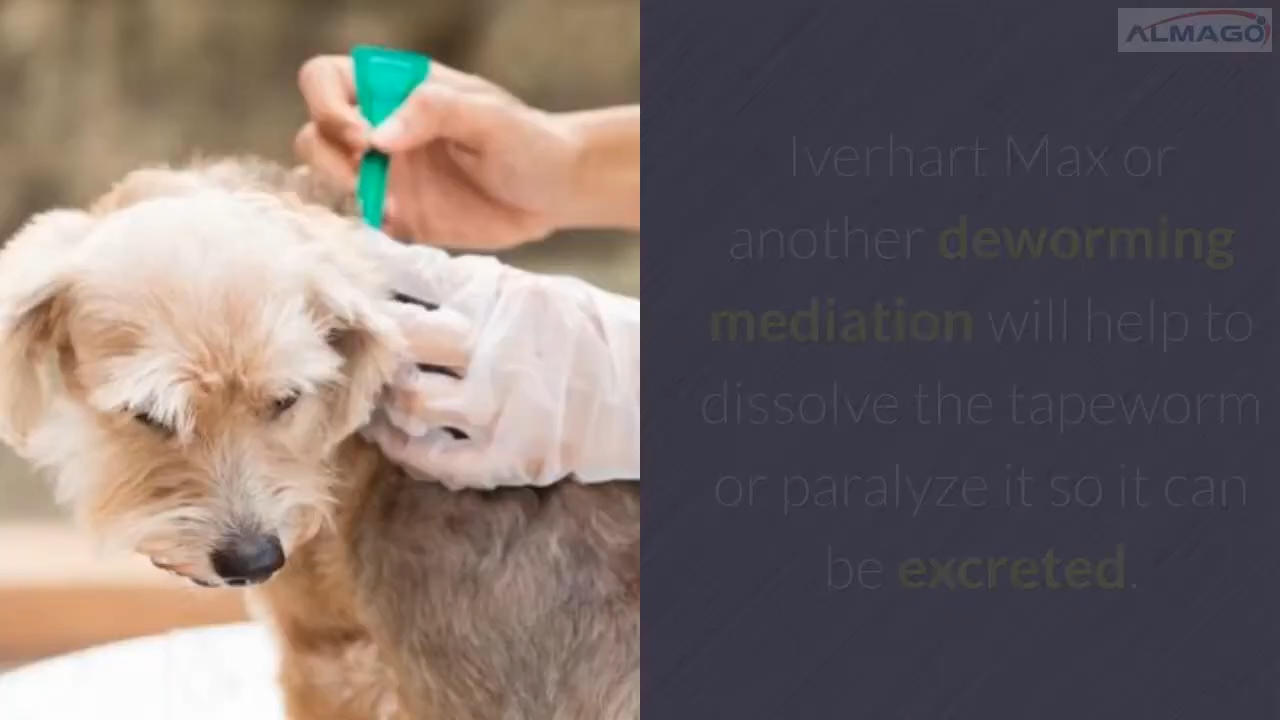 ALMAGO
Iverhart Max or
another deworming
mediation will help to
dissolve the tapeworm
or paralyze it so it can
be excreted.